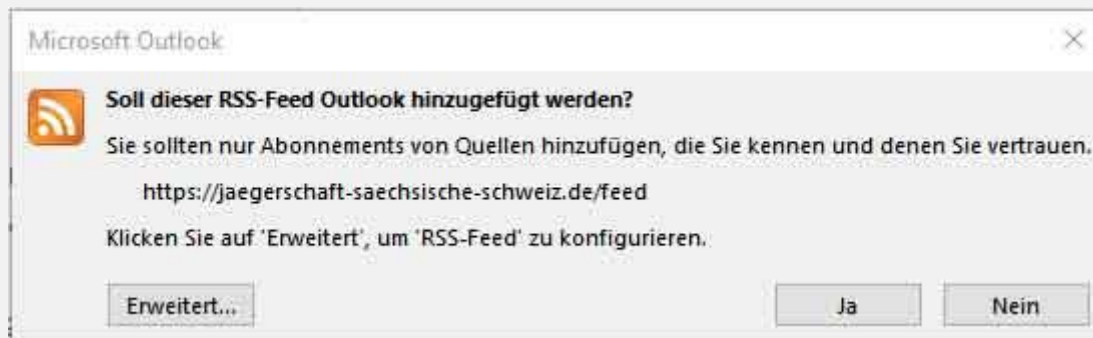 Microsoft Outlook
Soll dieser RSS-Feed Outlook hinzugefügt werden?
Sie sollten nur Abonnements von Quellen hinzufügen, die Sie kennen und denen Sie vertrauen.
https://jaegerschaft-saechsische-schweiz.de/feed
Klicken Sie auf 'Erweitert', um 'RSS-Feed' zu konfigurieren.
Erweitert... Ja Nein